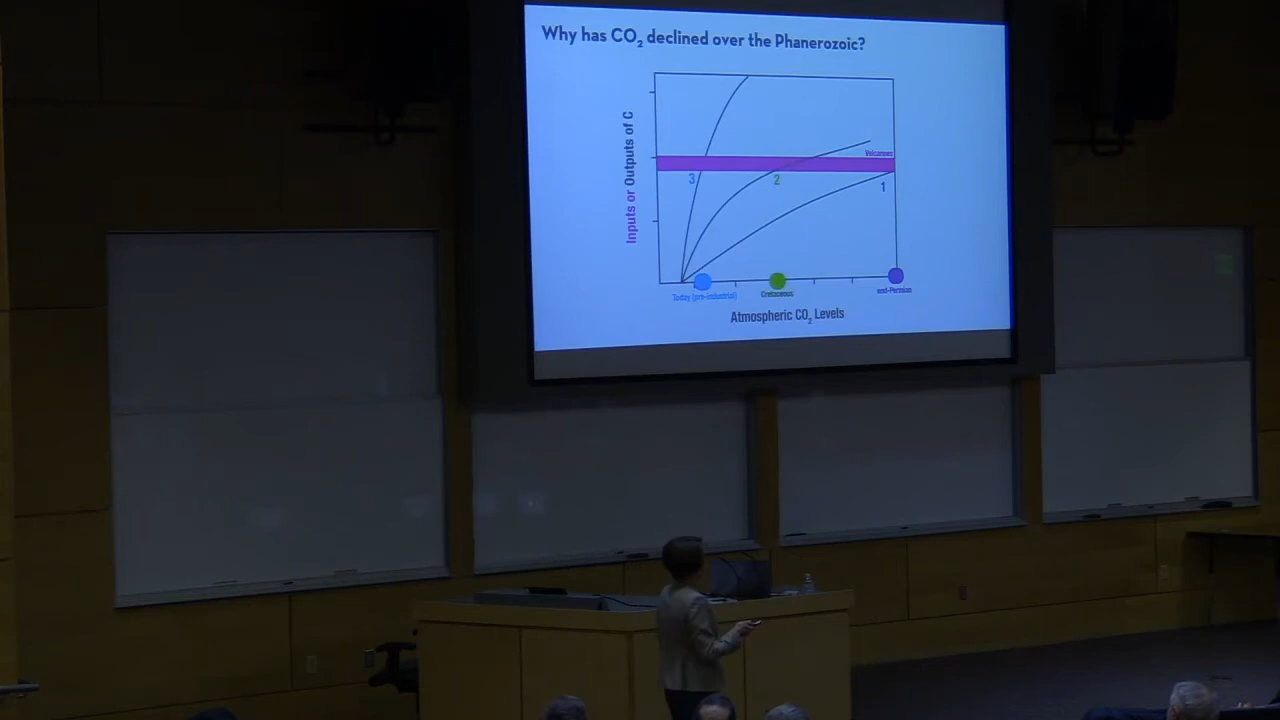 Why has CO₂ declined over the Phanerozoic?
Inputs or Outputs of C
Volcanoes
3
2
1
Today (pre-industrial)
Cretaceous
end-Permian
Atmospheric CO₂ Levels